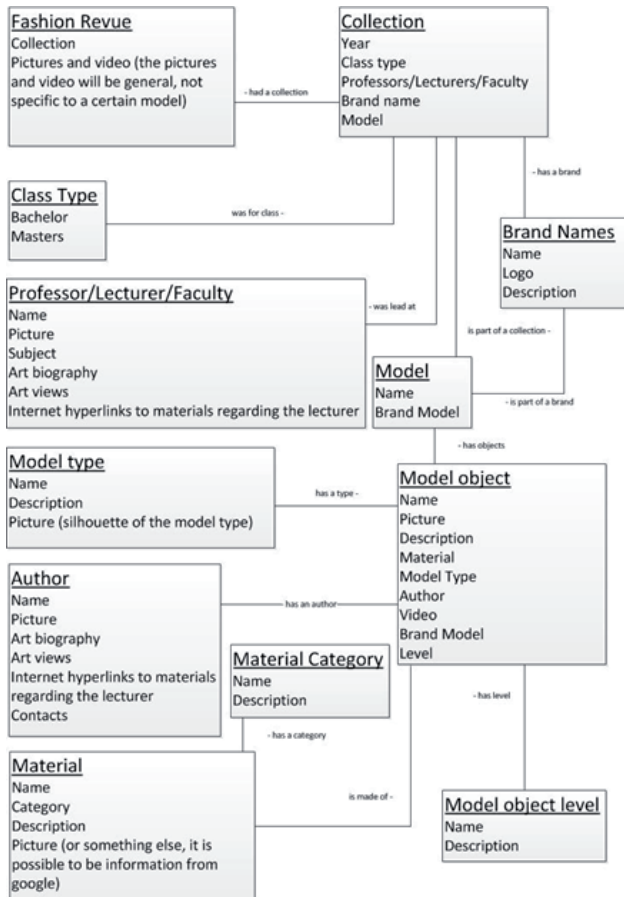 Fashion Revue
Collection
Pictures and video (the pictures
and video will be general, not
specific to a certain model)
- had a collection
Collection
Year
Class type
Professors/Lecturers/Faculty
Brand name
Model
Class Type
Bachelor
Masters
was for class -
- has a brand
Brand Names
Name
Logo
Description
Professor/Lecturer/Faculty
Name
Picture
Subject
Art biography
Art views
Internet hyperlinks to materials regarding the lecturer
- was lead at
is part of a collection -
Model
Name
Brand Model
- is part of a brand
- has objects
Model type
Name
Description
Picture (silhouette of the model type)
has a type -
Model object
Name
Picture
Description
Material
Model Type
Author
Video
Brand Model
Level
Author
Name
Picture
Art biography
Art views
Internet hyperlinks to materials
regarding the lecturer
Contacts
has an author
Material Category
Name
Description
- has level
- has a category
Material
Name
Category
Description
Picture (or something else, it is
possible to be information from
google)
is made of -
Model object level
Name
Description